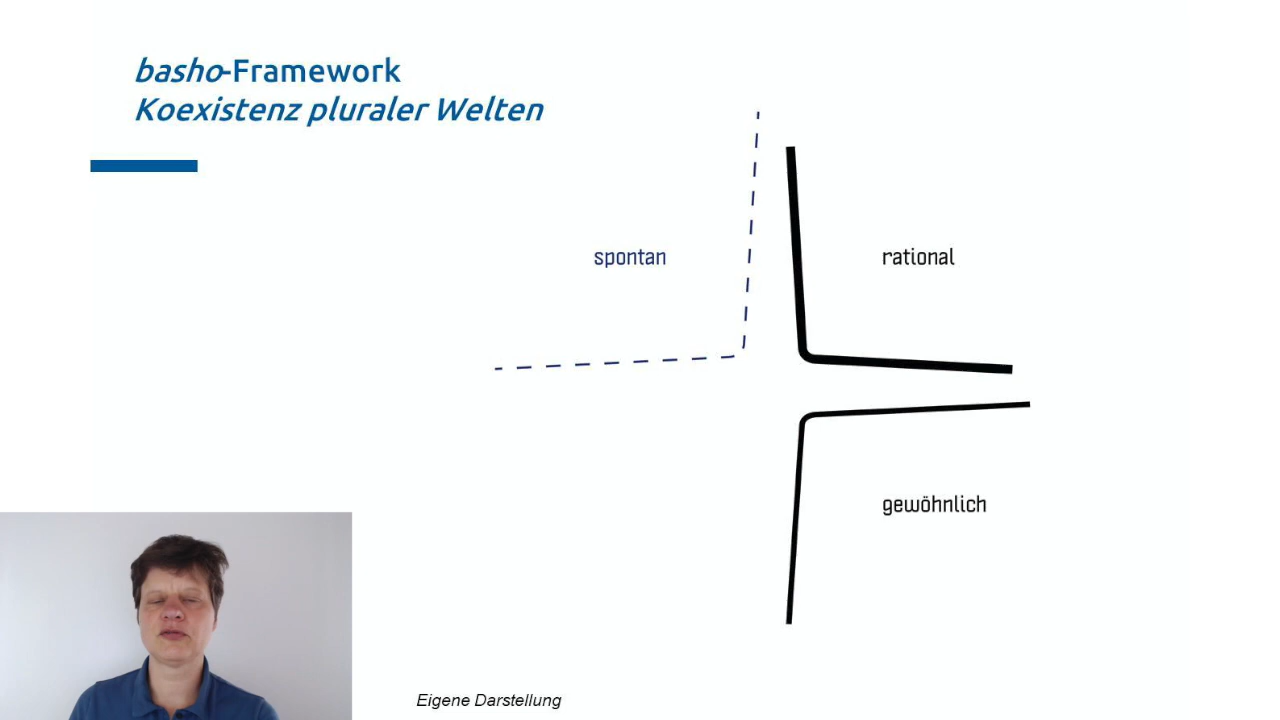 basho-Framework
Koexistenz pluraler Welten
spontan
rational
gewöhnlich
Eigene Darstellung